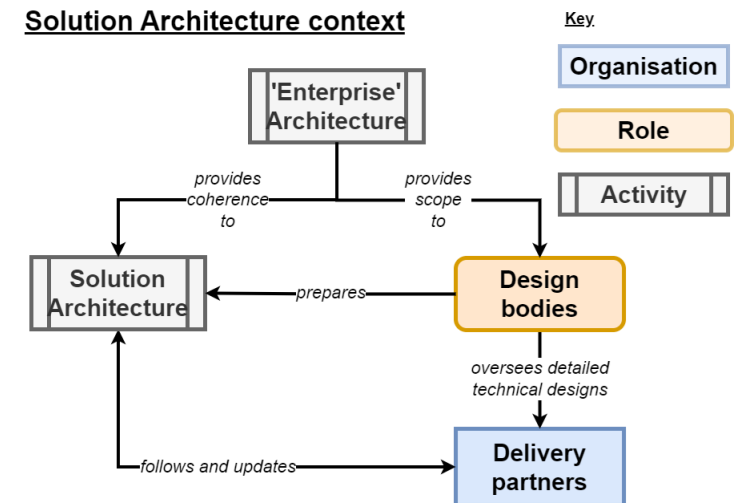 Solution Architecture context
Key
Organisation
Role
Activity
'Enterprise'
Architecture
provides
coherence
to
provides
scope
to
Solution
Architecture
prepares
Design
bodies
oversees detailed
technical designs
follows and updates
Delivery
partners